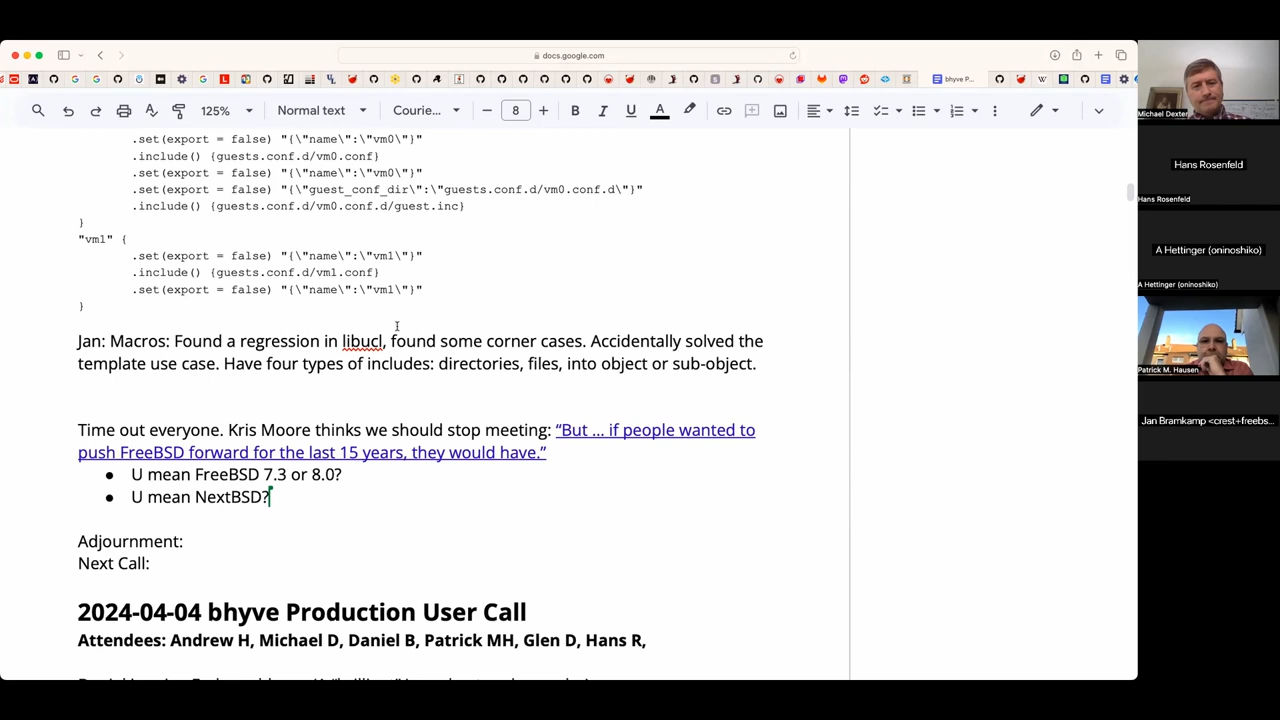 docs.google.com
bhyve P...
125%
Normal text
Courie...
8
.set(export = false) "{\"name\":\"vm0\"}"
.include() {guests.conf.d/vm0.conf}
.set(export = false) "{\"name\":\"vm0\"}"
.set(export = false) "{\"guest_conf_dir\":\"guests.conf.d/vm0.conf.d\"}"
.include() {guests.conf.d/vm0.conf.d/guest.inc}
}
"vm1" {
.set(export = false) "{\"name\":\"vm1\"}"
.include() {guests.conf.d/vm1.conf}
.set(export = false) "{\"name\":\"vm1\"}"
}
Jan: Macros: Found a regression in libucl, found some corner cases. Accidentally solved the
template use case. Have four types of includes: directories, files, into object or sub-object.
Time out everyone. Kris Moore thinks we should stop meeting: “But ... if people wanted to
push FreeBSD forward for the last 15 years, they would have.”
● U mean FreeBSD 7.3 or 8.0?
● U mean NextBSD?
Adjournment:
Next Call:
2024-04-04 bhyve Production User Call
Attendees: Andrew H, Michael D, Daniel B, Patrick MH, Glen D, Hans R,
Michael Dexter
Hans Rosenfeld
Hans Rosenfeld
A Hettinger (oninoshiko)
A Hettinger (oninoshiko)
Patrick M. Hausen
Jan Bramkamp <crest+freebs...